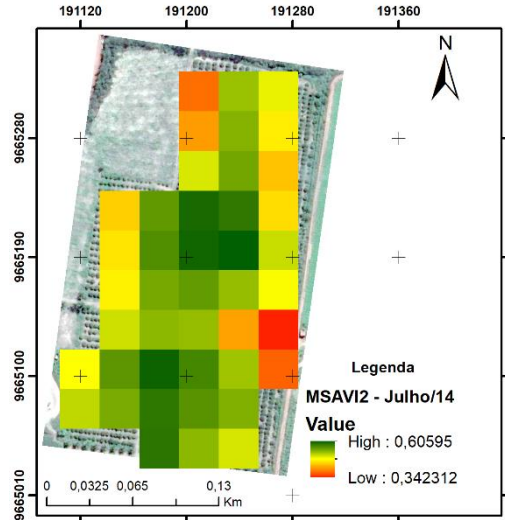 191120 191200 191280 191360
N
9665280
9665190
9665100
9665010
Legenda
MSAVI2 - Julho/14
Value
High : 0,60595
Low : 0,342312
0 0,0325 0,065 0,13
Km